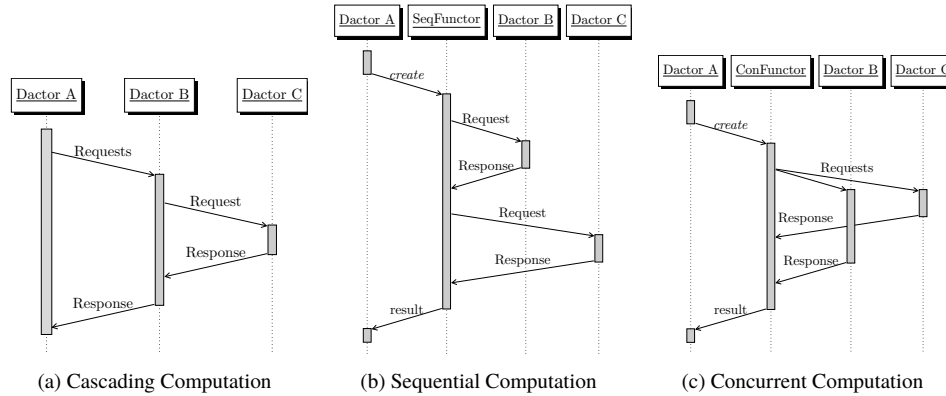 Dactor A
Dactor B
Dactor C
Requests
Request
Response
Response
(a) Cascading Computation
Dactor A
SeqFunctor
Dactor B
Dactor C
create
Request
Response
Request
Response
result
(b) Sequential Computation
Dactor A
ConFunctor
Dactor B
Dactor C
create
Requests
Response
Response
result
(c) Concurrent Computation